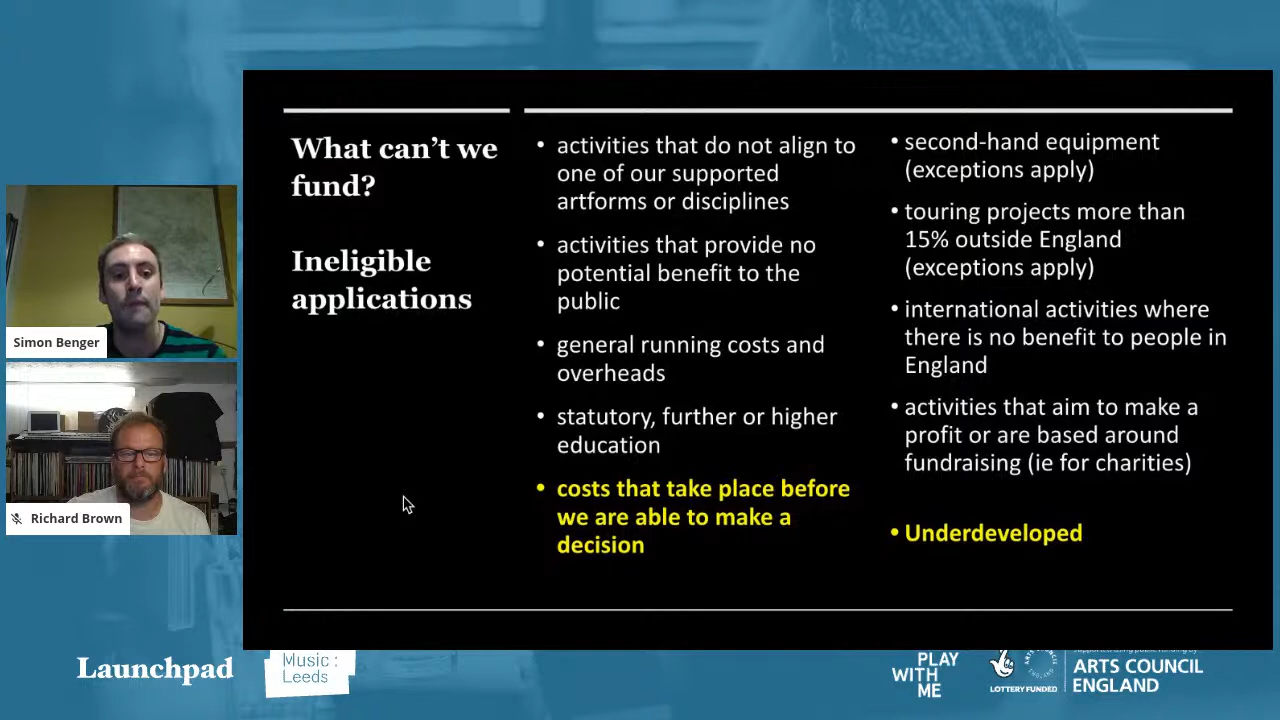 What can't we
fund?
Ineligible
applications
• activities that do not align to
one of our supported
artforms or disciplines
• activities that provide no
potential benefit to the
public
• general running costs and
overheads
• statutory, further or higher
education
• costs that take place before
we are able to make a
decision
• second-hand equipment
(exceptions apply)
• touring projects more than
15% outside England
(exceptions apply)
• international activities where
there is no benefit to people in
England
• activities that aim to make a
profit or are based around
fundraising (ie for charities)
• Underdeveloped
Simon Benger
Richard Brown
Launchpad
Music:
Leeds
PLAY
WITH
ME
LOTTERY FUNDED
ARTS COUNCIL
ENGLAND